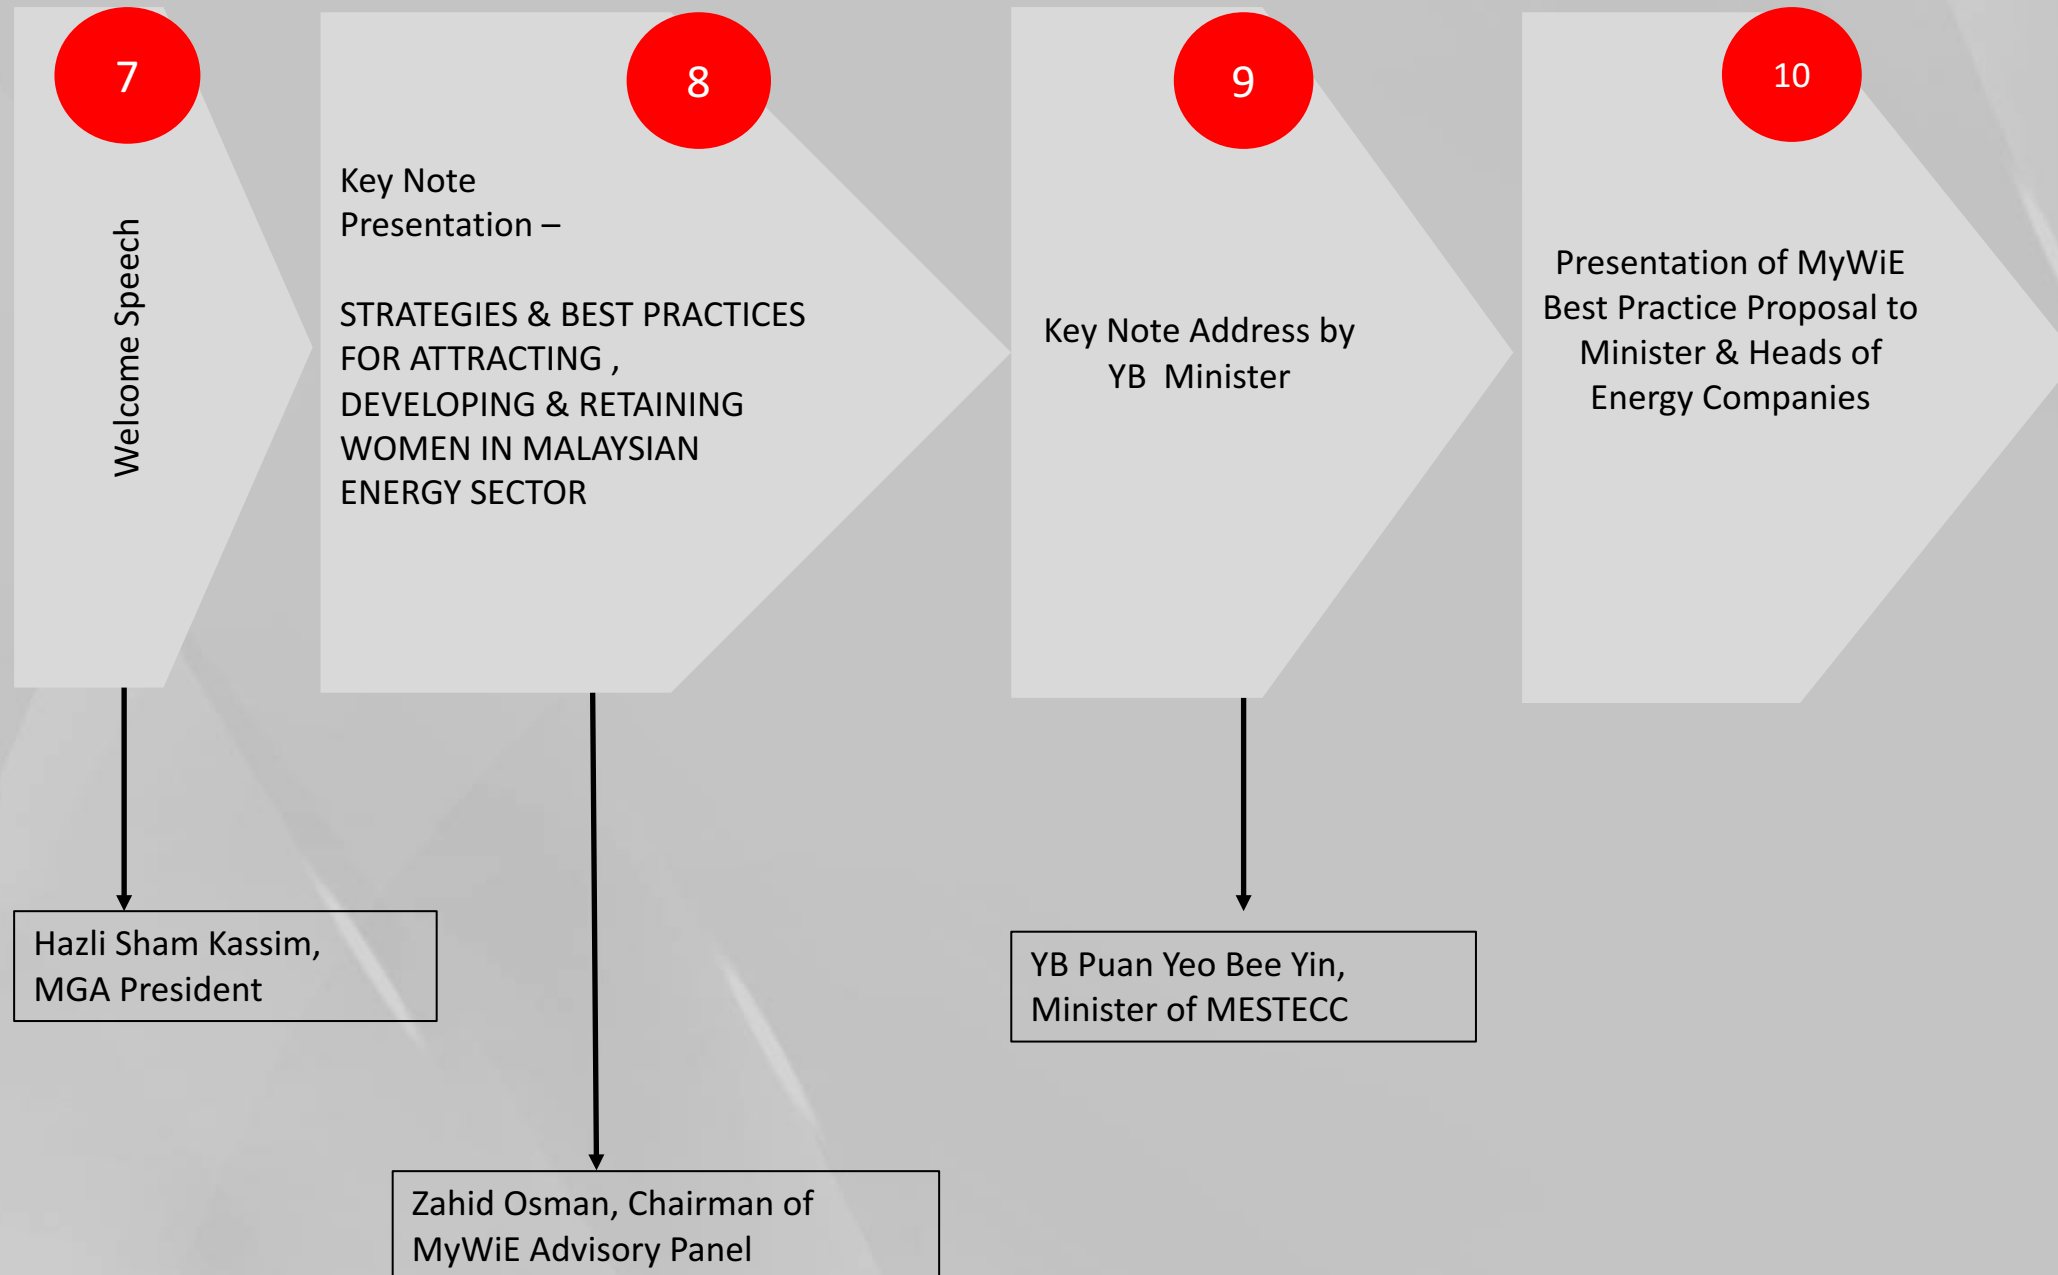 7
Welcome Speech
8
Key Note
Presentation –
STRATEGIES & BEST PRACTICES
FOR ATTRACTING ,
DEVELOPING & RETAINING
WOMEN IN MALAYSIAN
ENERGY SECTOR
9
Key Note Address by
YB  Minister
10
Presentation of MyWiE
Best Practice Proposal to
Minister & Heads of
Energy Companies
Hazli Sham Kassim,
MGA President
Zahid Osman, Chairman of
MyWiE Advisory Panel
YB Puan Yeo Bee Yin,
Minister of MESTECC